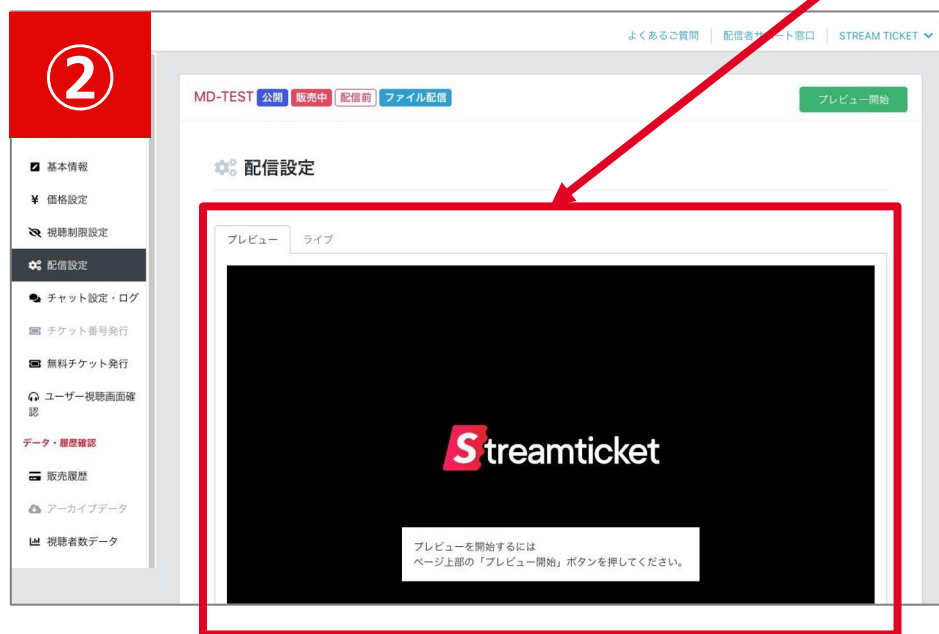 ②
よくあるご質問
配信者サポート窓口
STREAM TICKET
MD-TEST 公開 販売中 配信前 ファイル配信
プレビュー開始
基本情報
価格設定
視聴制限設定
配信設定
チャット設定・ログ
チケット番号発行
無料チケット発行
ユーザー視聴画面確
認
データ・履歴確認
販売履歴
アーカイブデータ
視聴者数データ
配信設定
プレビュー
ライブ
Streamticket
プレビューを開始するには
ページ上部の「プレビュー開始」ボタンを押してください。